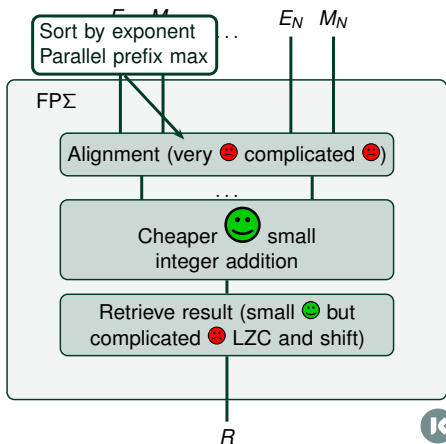 Sort by exponent
Parallel prefix max
...
E_N M_N
FPΣ
Alignment (very complicated )
...
Cheaper small
integer addition
Retrieve result (small but
complicated LZC and shift)
R